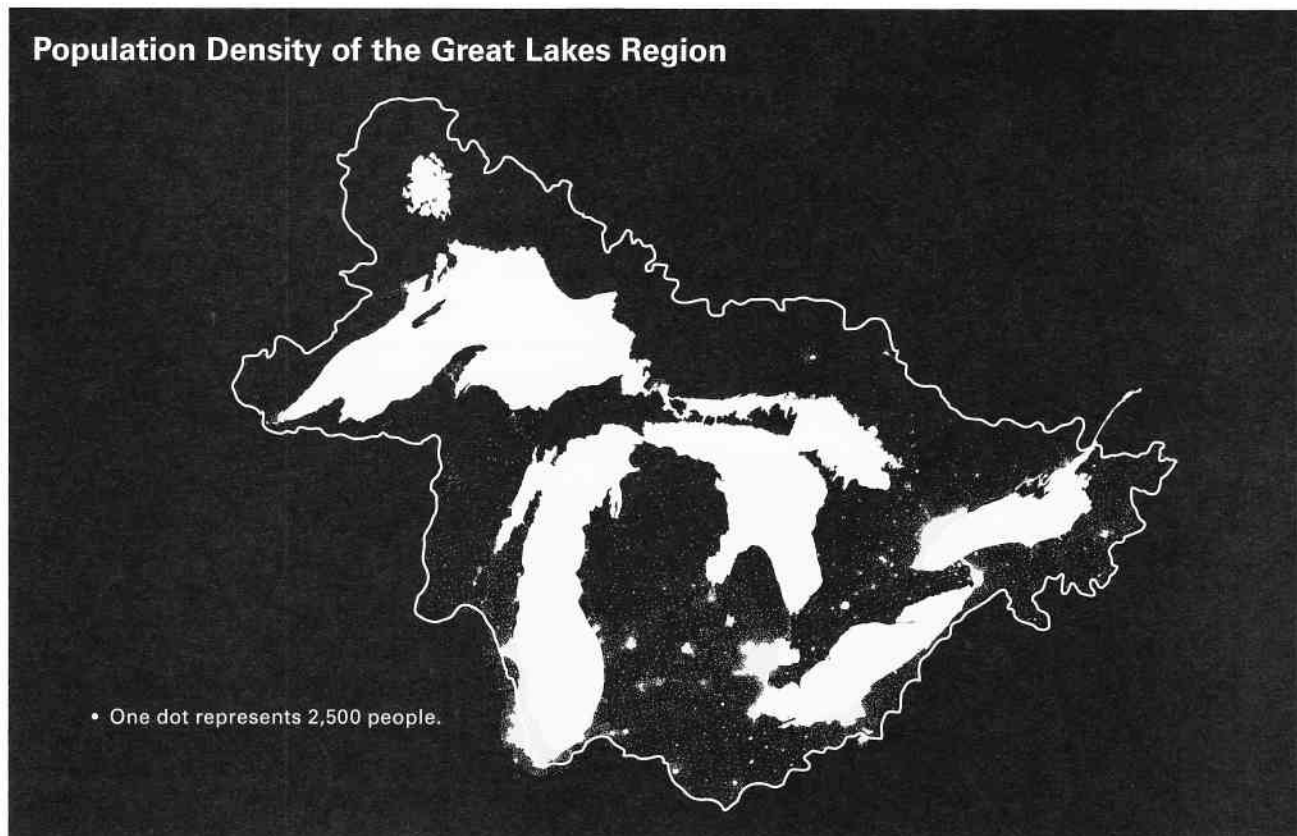 Population Density of the Great Lakes Region
• One dot represents 2,500 people.